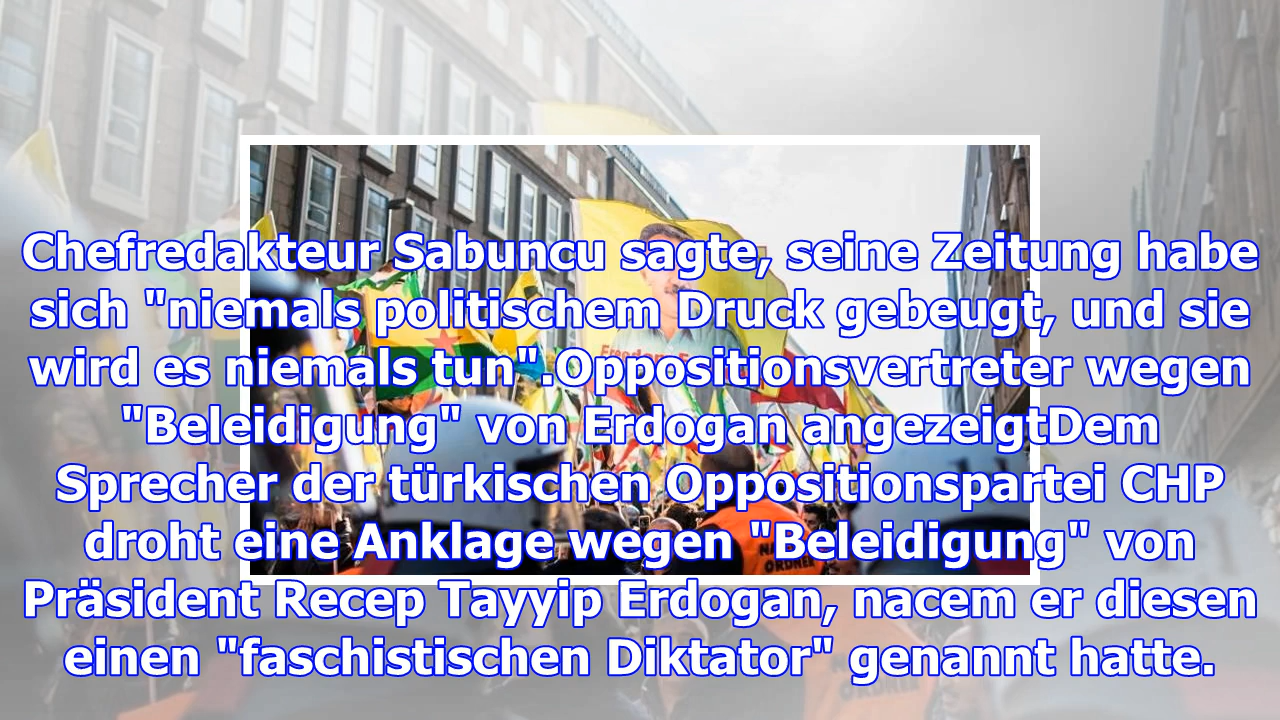 Chefredakteur Sabuncu sagte, seine Zeitung habe
sich "niemals politischem Druck gebeugt, und sie
wird es niemals tun".Oppositionsvertreter wegen
"Beleidigung" von Erdogan angezeigtDem
Sprecher der türkischen Oppositionspartei CHP
droht eine Anklage wegen "Beleidigung" von
Präsident Recep Tayyip Erdogan, nacem er diesen
einen "faschistischen Diktator" genannt hatte.
ORDNER